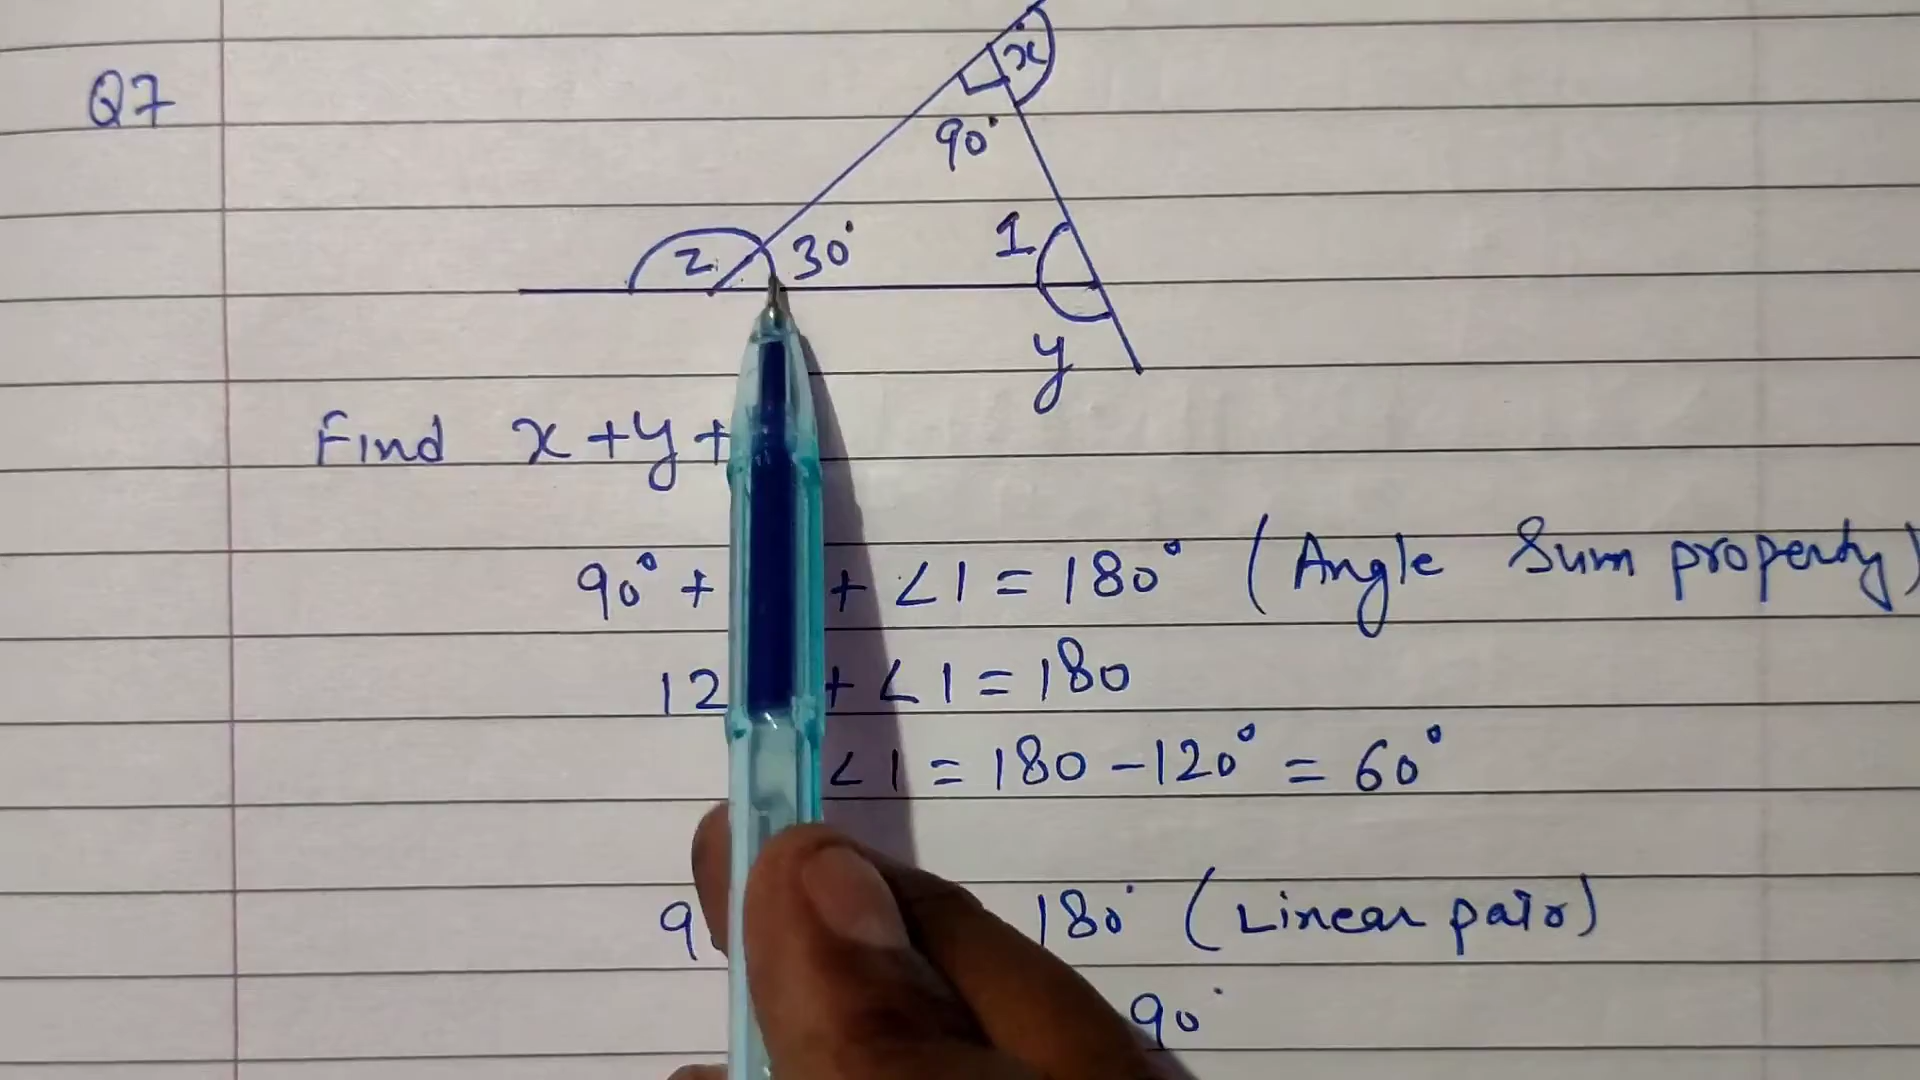 Q7
x
90°
z 30° 1
y
Find x + y +
90° + + ∠1 = 180° (Angle Sum property)
12 + ∠1 = 180
∠1 = 180 - 120° = 60°
9 180° (Linear pair)
90°